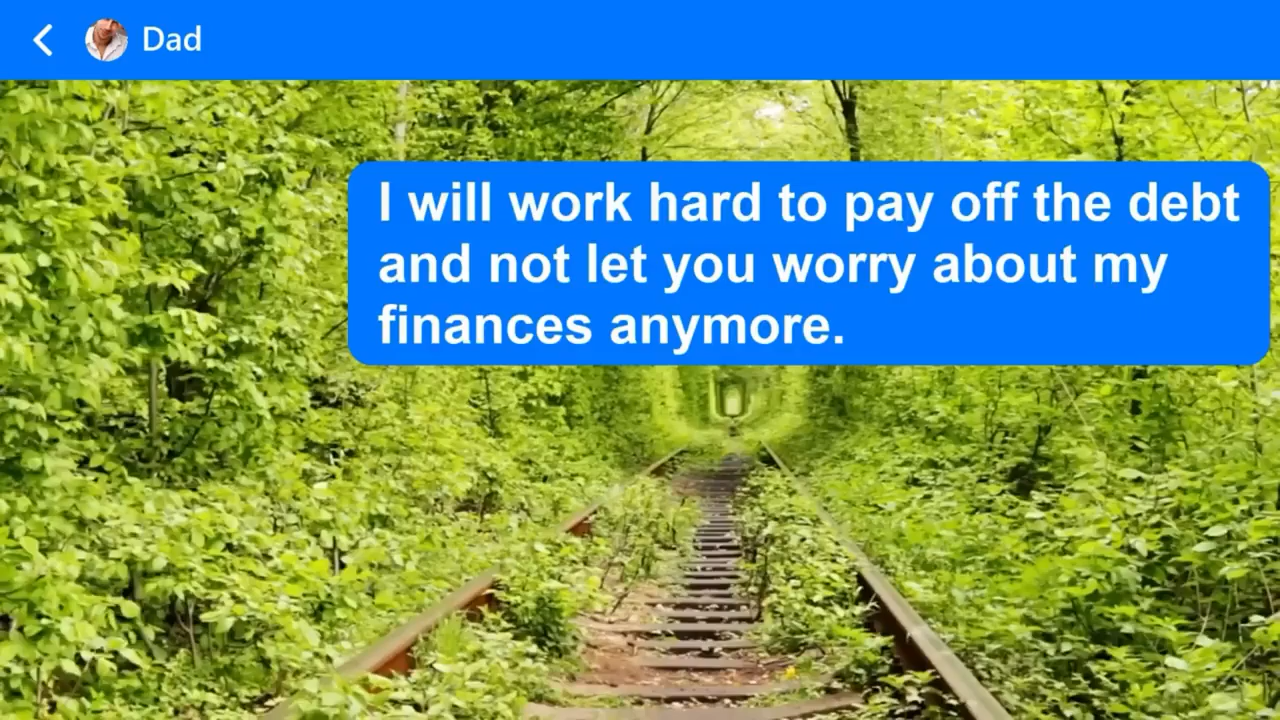 Dad
I will work hard to pay off the debt
and not let you worry about my
finances anymore.